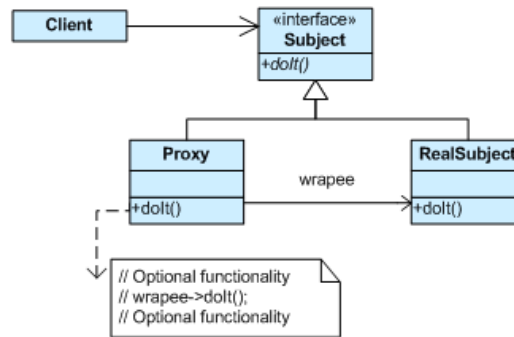 Client
«interface»
Subject
+doIt()
Proxy
RealSubject
wrapee
+doIt()
+doIt()
// Optional functionality
// wrapee->doIt();
// Optional functionality